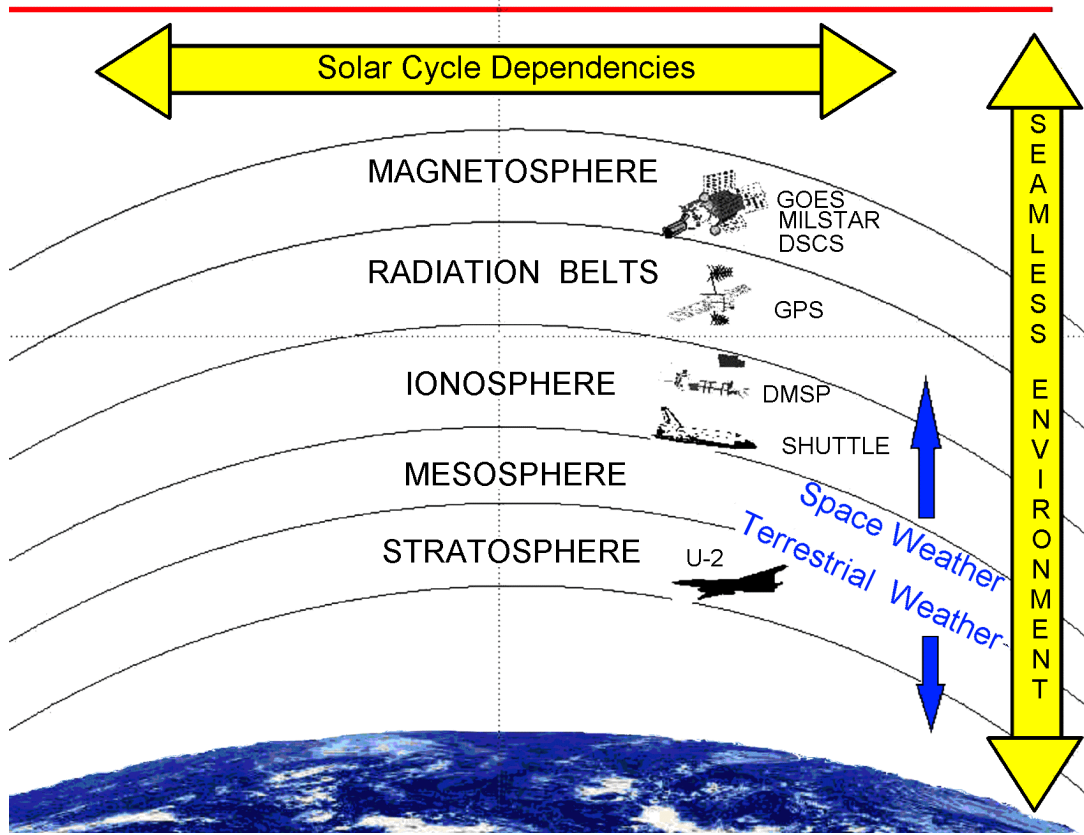 Solar Cycle Dependencies
MAGNETOSPHERE
GOES
MILSTAR
DSCS
RADIATION BELTS
GPS
IONOSPHERE
DMSP
SHUTTLE
MESOSPHERE
Space Weather
Terrestrial Weather
STRATOSPHERE
U-2
SEAMLESS ENVIRONMENT